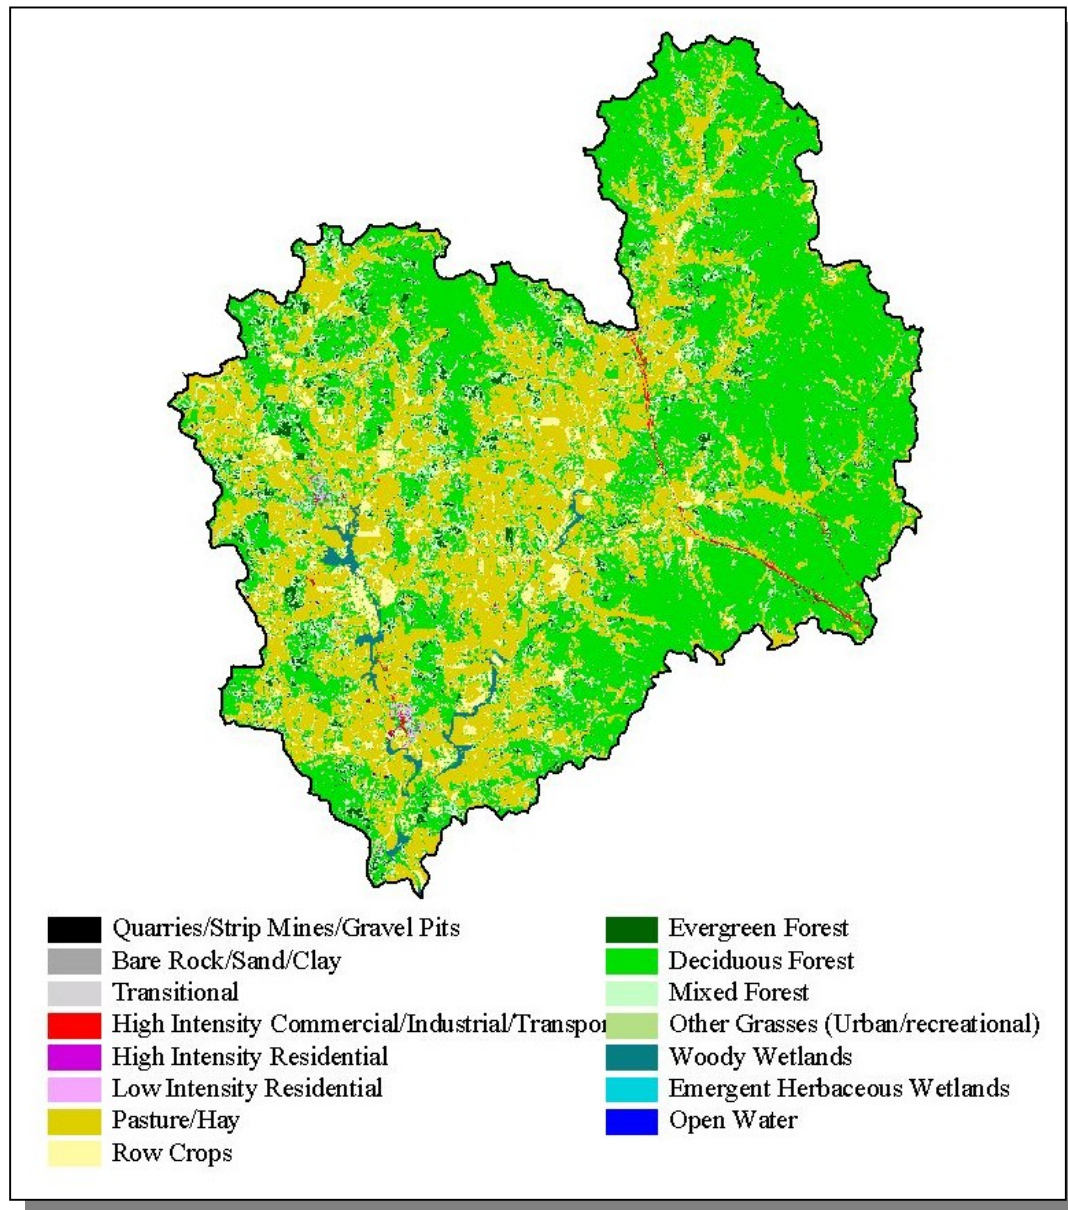 Quarries/Strip Mines/Gravel Pits
Bare Rock/Sand/Clay
Transitional
High Intensity Commercial/Industrial/Transpor
High Intensity Residential
Low Intensity Residential
Pasture/Hay
Row Crops
Evergreen Forest
Deciduous Forest
Mixed Forest
Other Grasses (Urban/recreational)
Woody Wetlands
Emergent Herbaceous Wetlands
Open Water